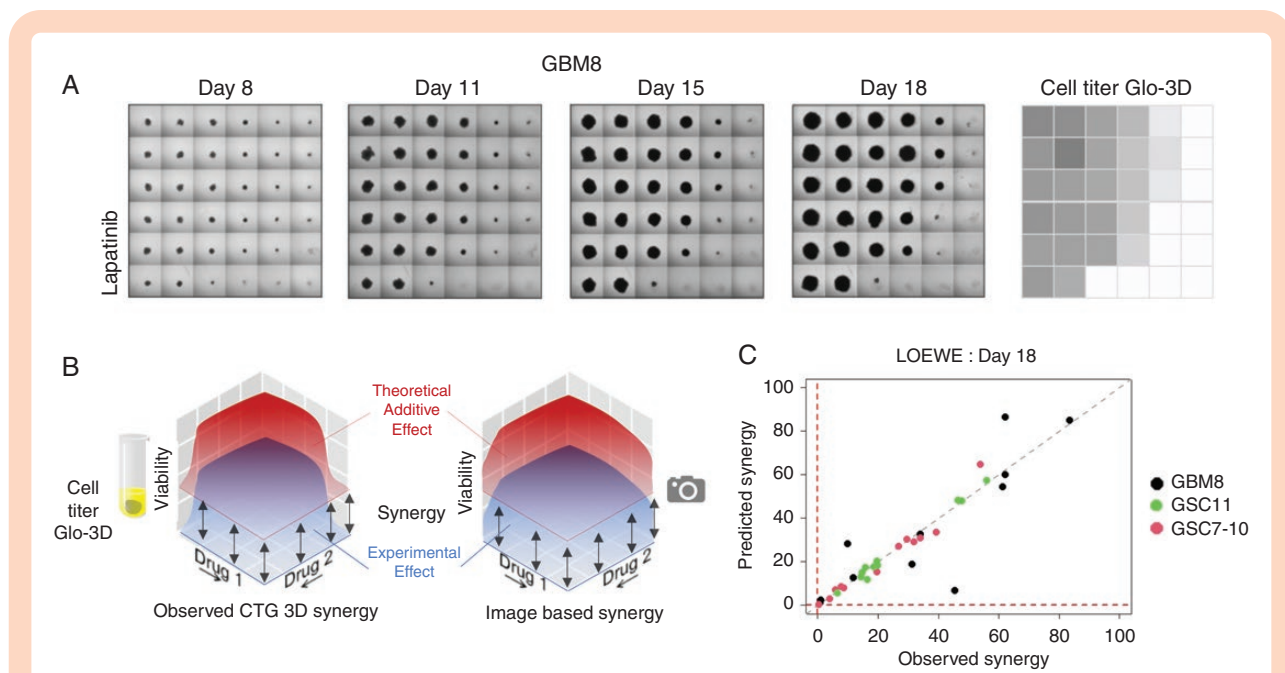 GBM8
A
Day 8
Day 11
Day 15
Day 18
Cell titer Glo-3D
Lapatinib
B
Cell
titer
Glo-3D
Viability
Theoretical
Additive
Effect
Synergy
Experimental
Effect
Drug 1
Drug 2
Observed CTG 3D synergy
Viability
Drug 1
Drug 2
Image based synergy
C
LOEWE : Day 18
Predicted synergy
100
80
60
40
20
0
0 20 40 60 80 100
Observed synergy
GBM8
GSC11
GSC7-10